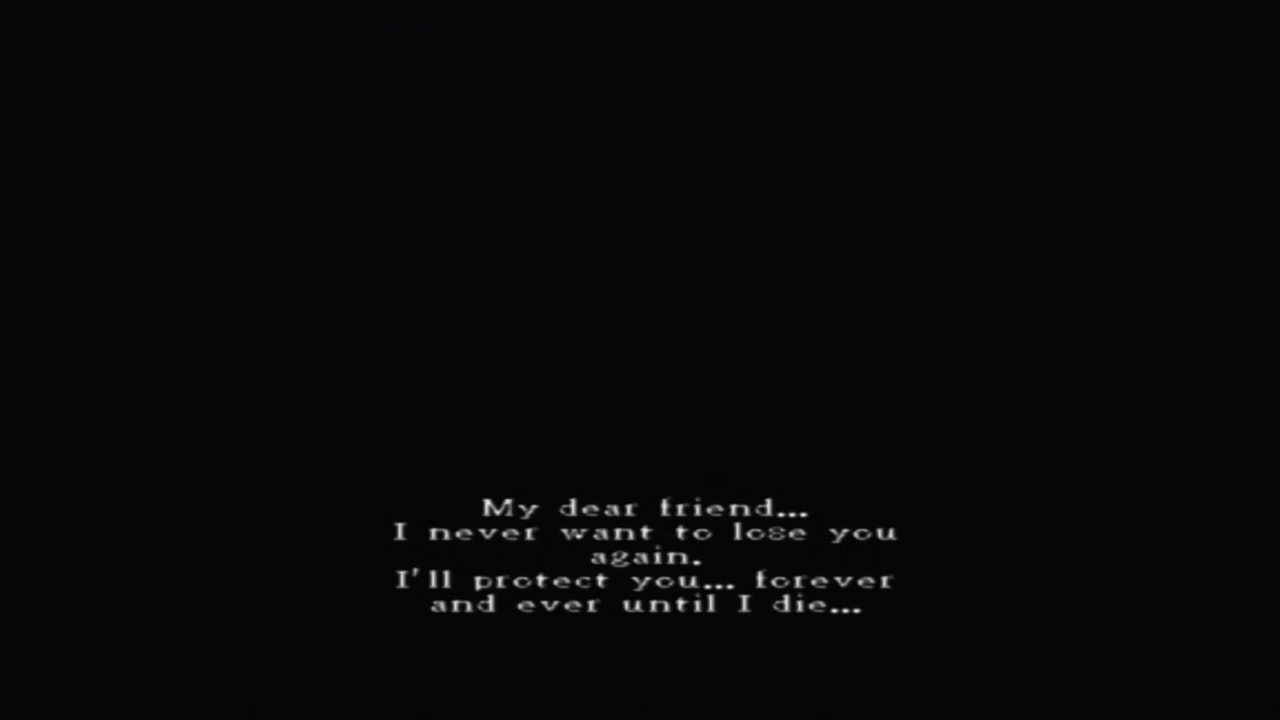 My dear friend...
I never want to lose you
again.
I'll protect you... forever
and ever until I die...